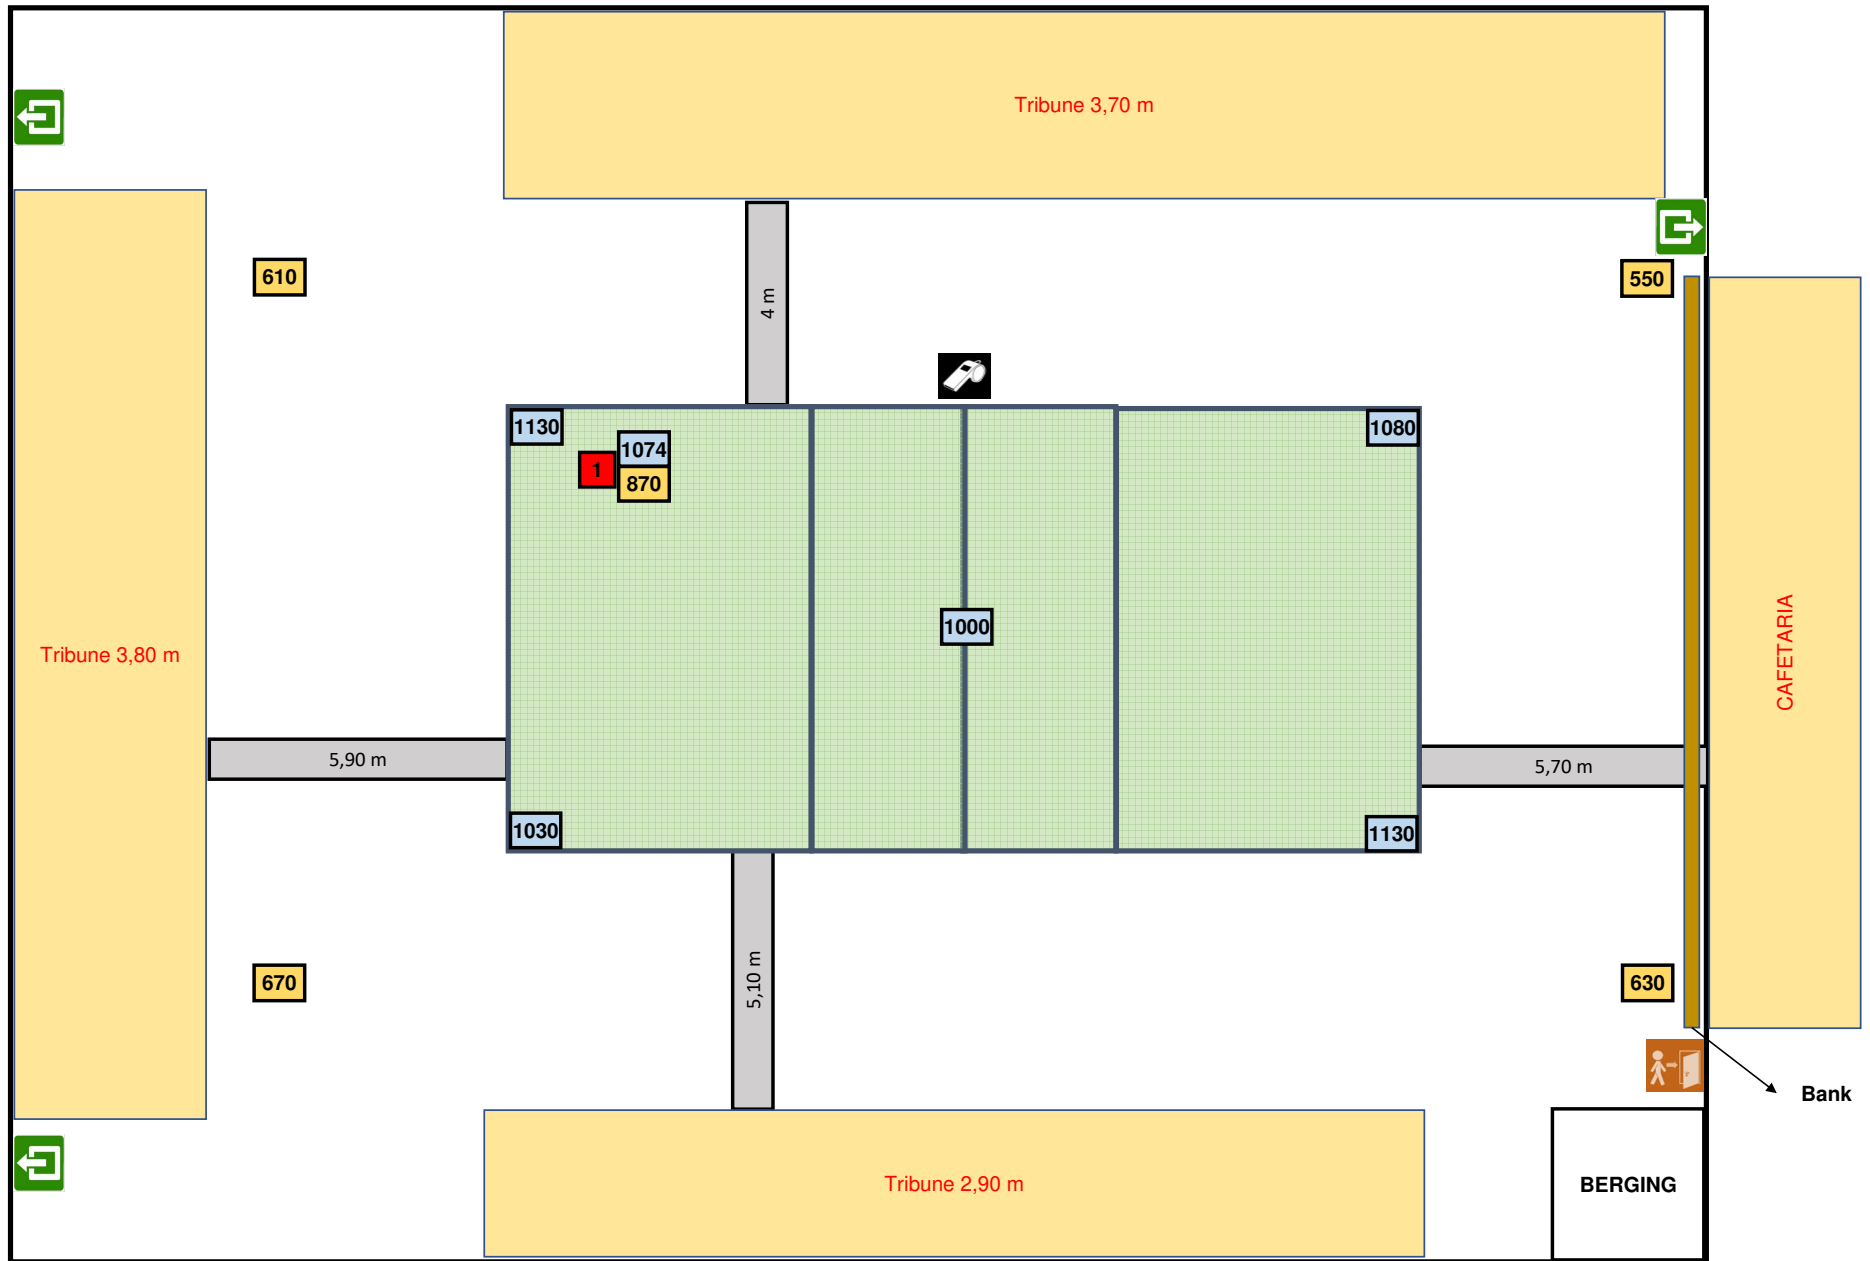 Tribune 3,70 m
610
550
4 m
1130
1080
1074
1
870
1000
Tribune 3,80 m
CAFETARIA
5,90 m
5,70 m
1030
1130
670
5,10 m
630
Bank
Tribune 2,90 m
BERGING